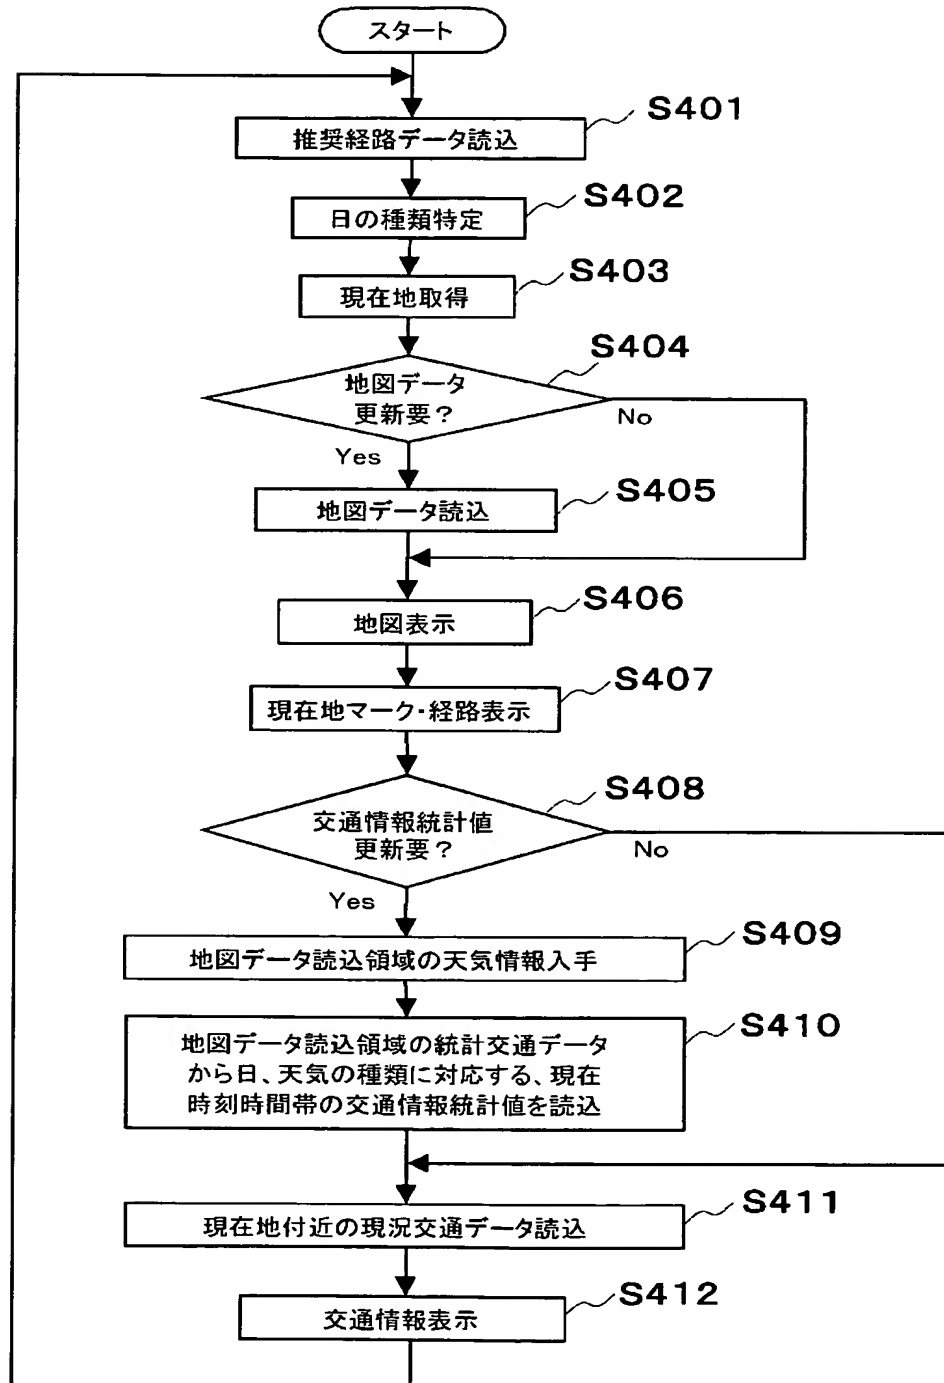 スタート
S401
推奨経路データ読込
S402
日の種類特定
S403
現在地取得
S404
地図データ
更新要？
No
Yes
S405
地図データ読込
S406
地図表示
S407
現在地マーク・経路表示
S408
交通情報統計値
更新要？
No
Yes
S409
地図データ読込領域の天気情報入手
S410
地図データ読込領域の統計交通データ
から日、天気の種類に対応する、現在
時刻時間帯の交通情報統計値を読込
S411
現在地付近の現況交通データ読込
S412
交通情報表示